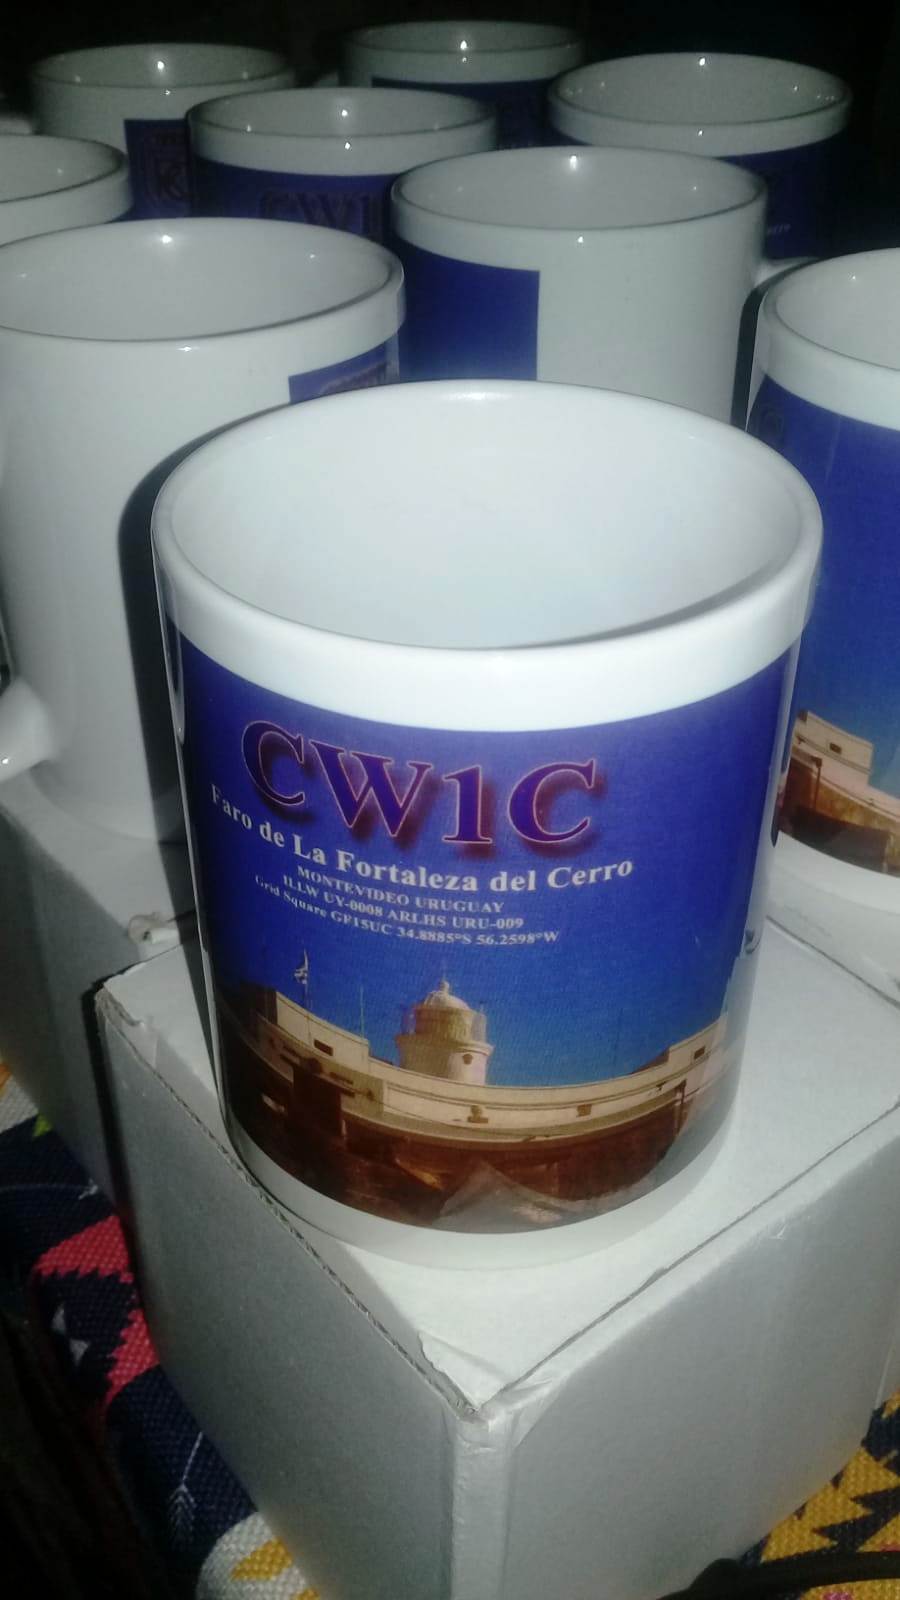 CW1C
Faro de La Fortaleza del Cerro
MONTEVIDEO URUGUAY
ILLW UY-0008 ARLHS URU-009
Grid Square GF15UC 34.8885°S 56.2598°W
CW1